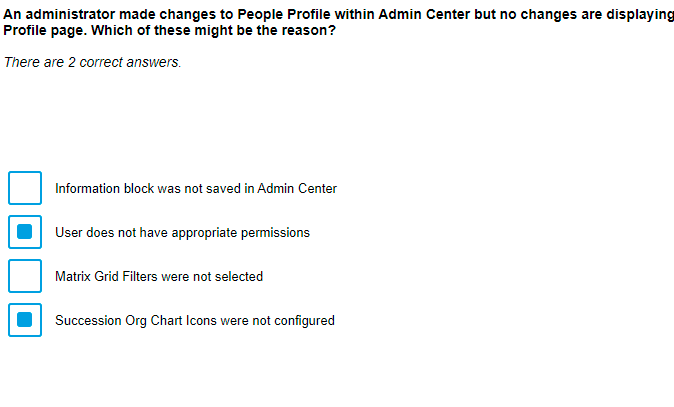 An administrator made changes to People Profile within Admin Center but no changes are displaying
Profile page. Which of these might be the reason?
There are 2 correct answers.
Information block was not saved in Admin Center
User does not have appropriate permissions
Matrix Grid Filters were not selected
Succession Org Chart Icons were not configured